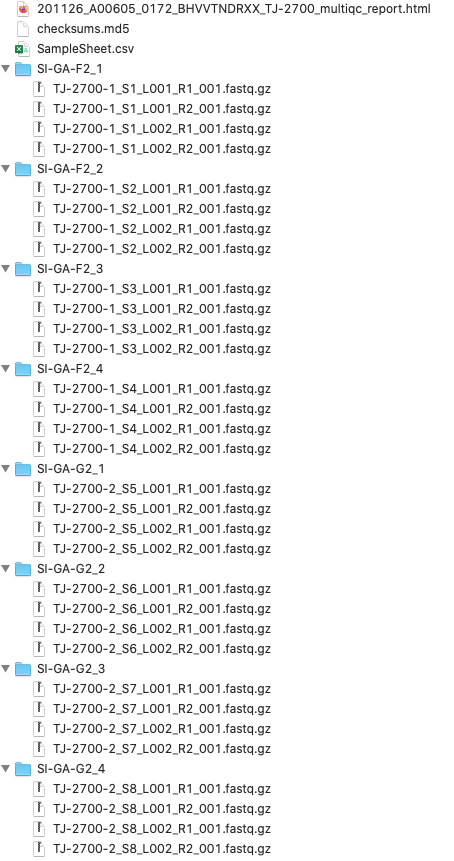 201126_A00605_0172_BHVVTNDRXX_TJ-2700_multiqc_report.html
checksums.md5
SampleSheet.csv
SI-GA-F2_1
TJ-2700-1_S1_L001_R1_001.fastq.gz
TJ-2700-1_S1_L001_R2_001.fastq.gz
TJ-2700-1_S1_L002_R1_001.fastq.gz
TJ-2700-1_S1_L002_R2_001.fastq.gz
SI-GA-F2_2
TJ-2700-1_S2_L001_R1_001.fastq.gz
TJ-2700-1_S2_L001_R2_001.fastq.gz
TJ-2700-1_S2_L002_R1_001.fastq.gz
TJ-2700-1_S2_L002_R2_001.fastq.gz
SI-GA-F2_3
TJ-2700-1_S3_L001_R1_001.fastq.gz
TJ-2700-1_S3_L001_R2_001.fastq.gz
TJ-2700-1_S3_L002_R1_001.fastq.gz
TJ-2700-1_S3_L002_R2_001.fastq.gz
SI-GA-F2_4
TJ-2700-1_S4_L001_R1_001.fastq.gz
TJ-2700-1_S4_L001_R2_001.fastq.gz
TJ-2700-1_S4_L002_R1_001.fastq.gz
TJ-2700-1_S4_L002_R2_001.fastq.gz
SI-GA-G2_1
TJ-2700-2_S5_L001_R1_001.fastq.gz
TJ-2700-2_S5_L001_R2_001.fastq.gz
TJ-2700-2_S5_L002_R1_001.fastq.gz
TJ-2700-2_S5_L002_R2_001.fastq.gz
SI-GA-G2_2
TJ-2700-2_S6_L001_R1_001.fastq.gz
TJ-2700-2_S6_L001_R2_001.fastq.gz
TJ-2700-2_S6_L002_R1_001.fastq.gz
TJ-2700-2_S6_L002_R2_001.fastq.gz
SI-GA-G2_3
TJ-2700-2_S7_L001_R1_001.fastq.gz
TJ-2700-2_S7_L001_R2_001.fastq.gz
TJ-2700-2_S7_L002_R1_001.fastq.gz
TJ-2700-2_S7_L002_R2_001.fastq.gz
SI-GA-G2_4
TJ-2700-2_S8_L001_R1_001.fastq.gz
TJ-2700-2_S8_L001_R2_001.fastq.gz
TJ-2700-2_S8_L002_R1_001.fastq.gz
TJ-2700-2_S8_L002_R2_001.fastq.gz